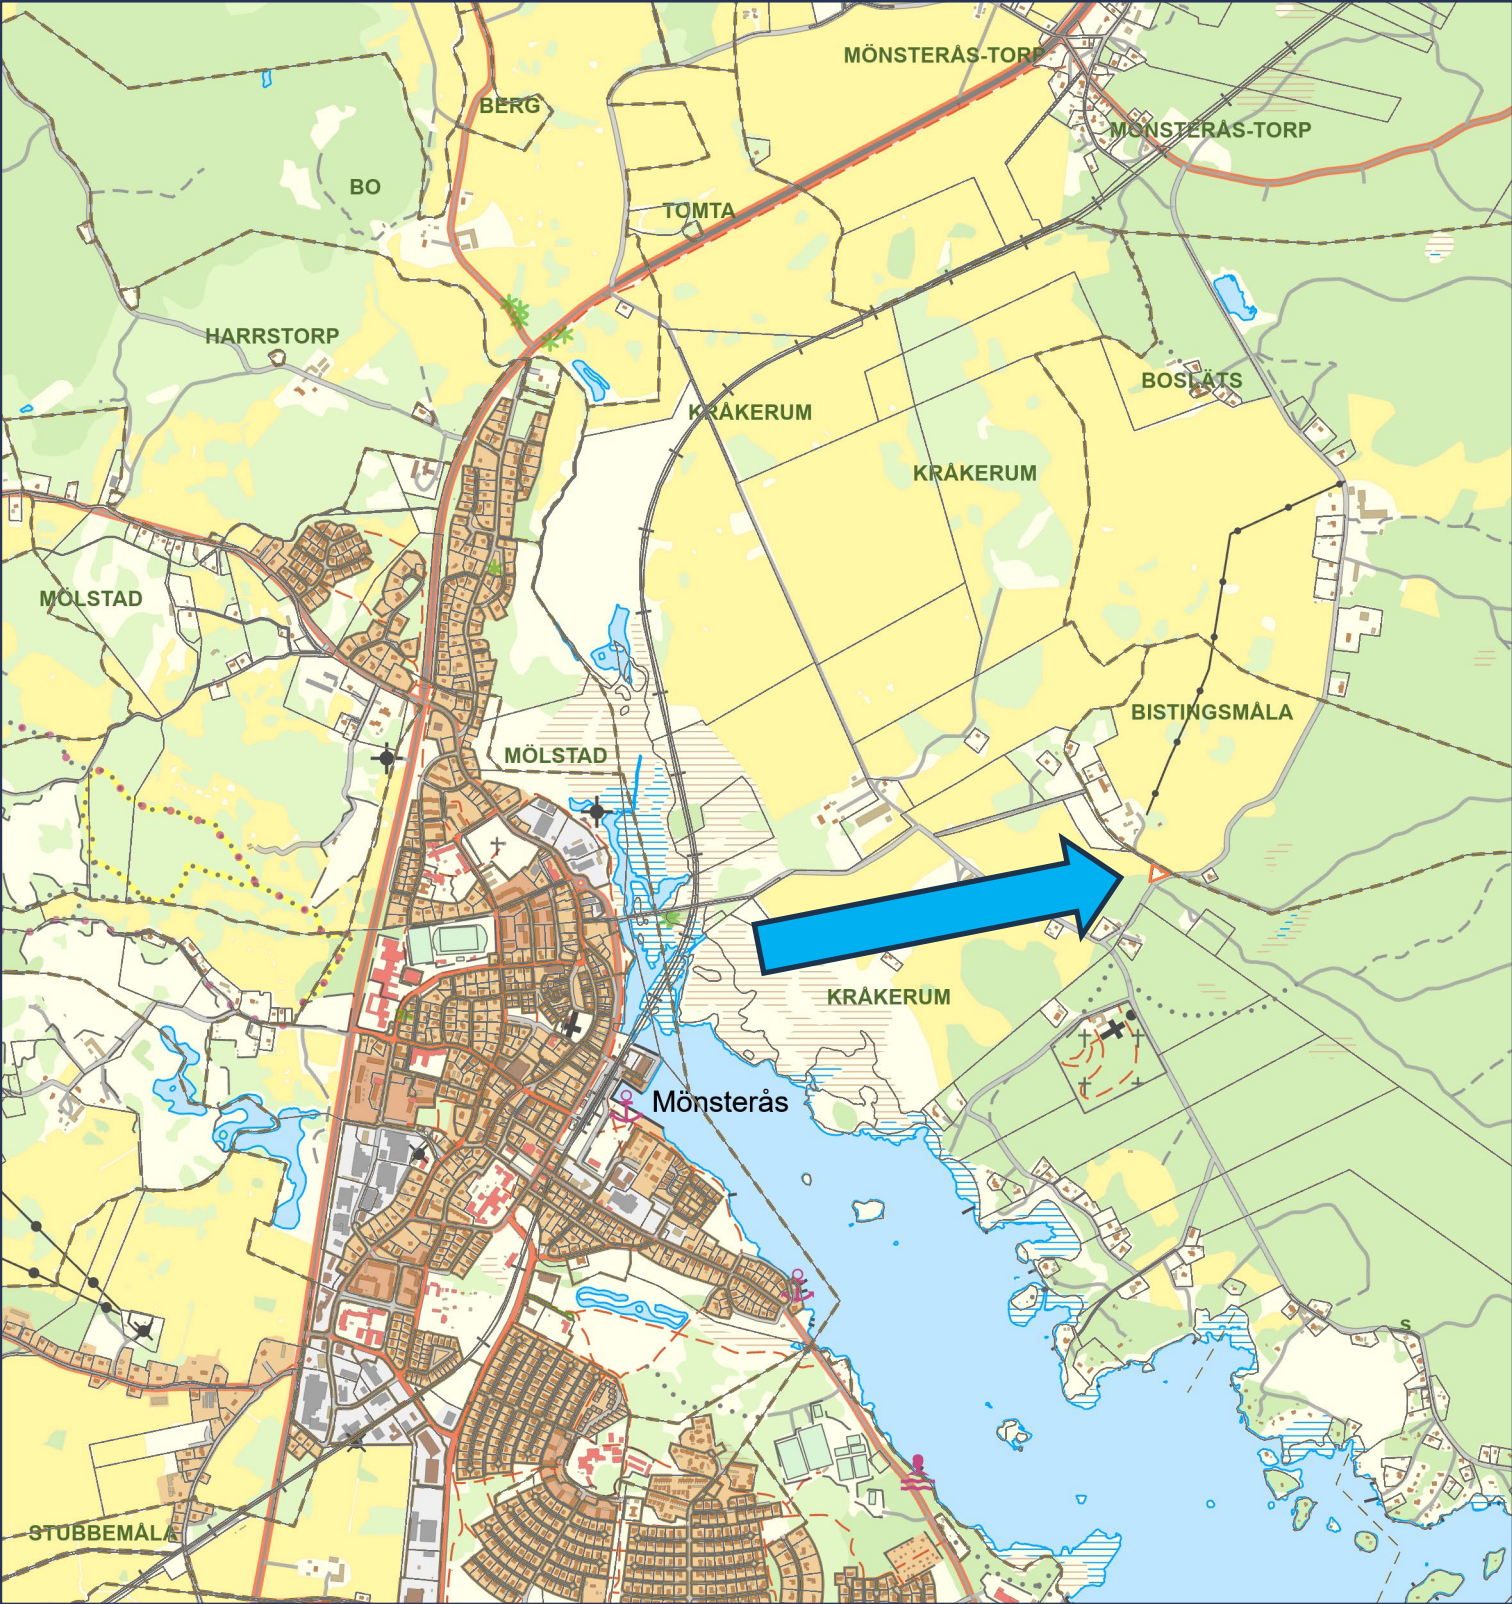 MÖNSTERÅS-TORP
BERG
MÖNSTERÅS-TORP
BO
TOMTA
HARRSTORP
BOSLÄTS
KRÅKERUM
KRÅKERUM
MÖLSTAD
BISTINGSMÅLA
MÖLSTAD
KRÅKERUM
Mönsterås
S
STUBBEMÅLA